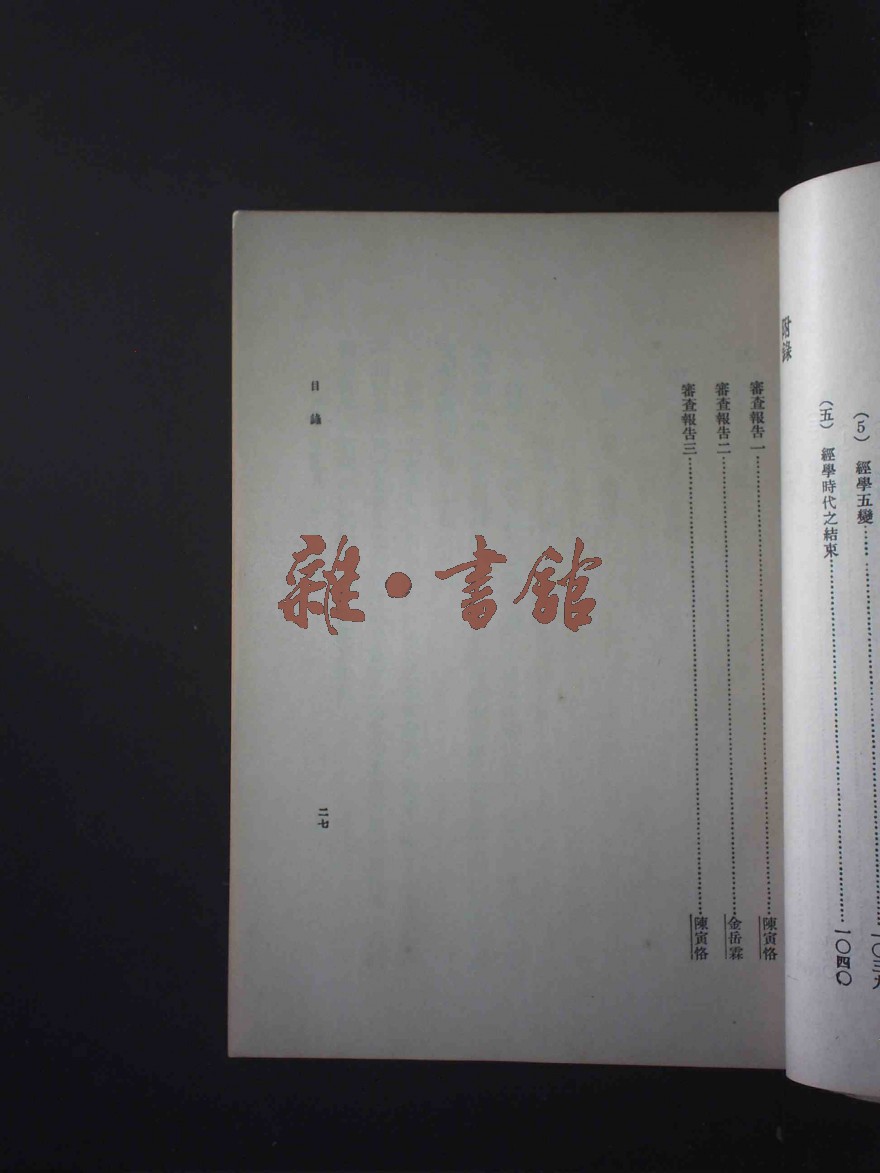 (5) 經學五變……一〇三九
(五) 經學時代之結束……一〇四〇
附錄
審查報告一……陳寅恪
審查報告二……金岳霖
審查報告三……陳寅恪
目錄
二七
雜·書館